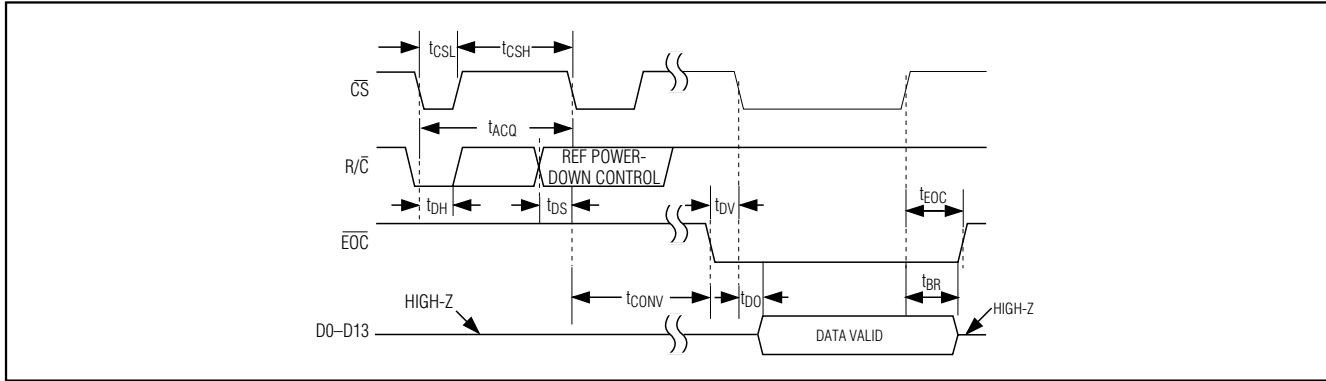 tCSL
tCSH
CS
tACQ
R/C
REF POWER-
DOWN CONTROL
tDH
tDS
tDV
tEOC
EOC
tCONV
tDO
tBR
HIGH-Z
HIGH-Z
D0–D13
DATA VALID